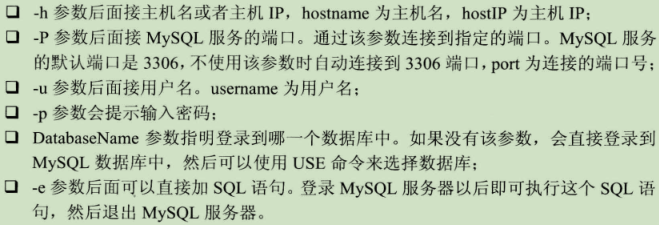 ❑ -h 参数后面接主机名或者主机 IP，hostname 为主机名，hostIP 为主机 IP；
❑ -P 参数后面接 MySQL 服务的端口。通过该参数连接到指定的端口。MySQL 服务
的默认端口是 3306，不使用该参数时自动连接到 3306 端口，port 为连接的端口号；
❑ -u 参数后面接用户名。username 为用户名；
❑ -p 参数会提示输入密码；
❑ DatabaseName 参数指明登录到哪一个数据库中。如果没有该参数，会直接登录到
MySQL 数据库中，然后可以使用 USE 命令来选择数据库；
❑ -e 参数后面可以直接加 SQL 语句。登录 MySQL 服务器以后即可执行这个 SQL 语
句，然后退出 MySQL 服务器。